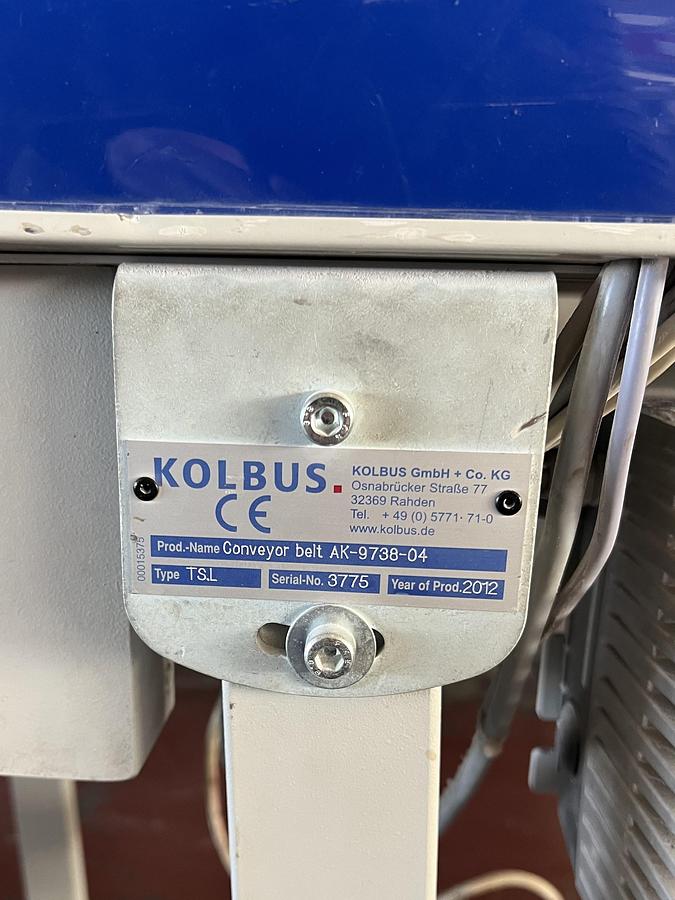 KOLBUS.
CE
KOLBUS GmbH + Co. KG
Osnabrücker Straße 77
32369 Rahden
Tel. + 49 (0) 5771· 71-0
www.kolbus.de
00015375
Prod.-Name Conveyor belt AK-9738-04
Type TS.L Serial-No. 3775 Year of Prod. 2012